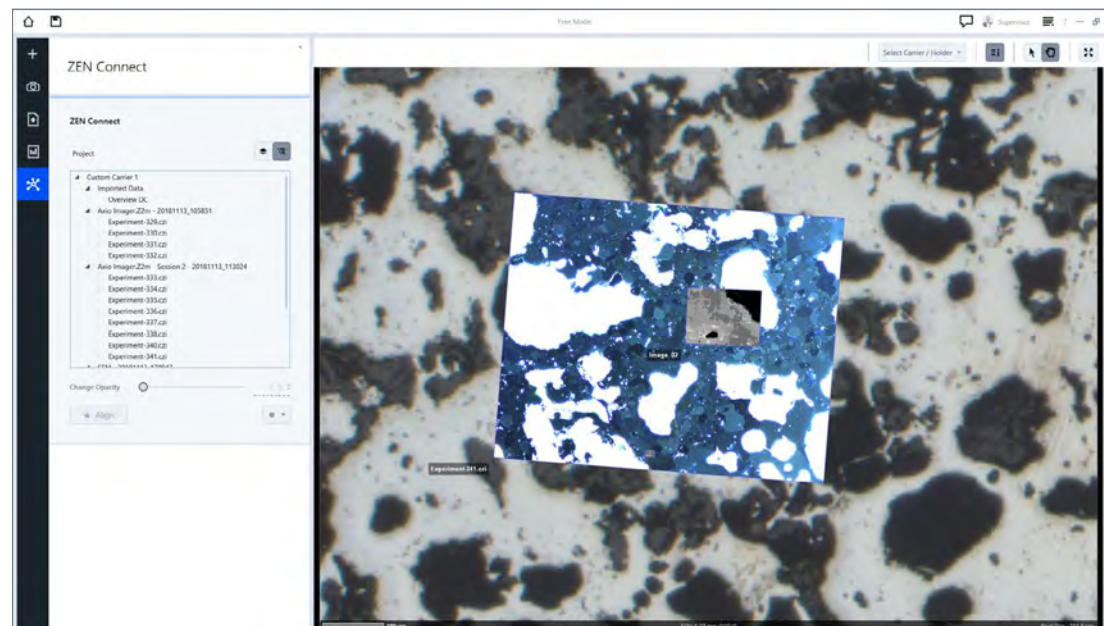 Free Mode
Supervisor
Select Carrier / Holder
ZEN Connect
ZEN Connect
Project
Custom Carrier 1
Imported Data
Overview DC
Axio Imager.Z2m - 20181113_105851
Experiment-329.czi
Experiment-330.czi
Experiment-331.czi
Experiment-332.czi
Axio Imager.Z2m - Session 2 - 20181113_113024
Experiment-333.czi
Experiment-334.czi
Experiment-335.czi
Experiment-336.czi
Experiment-337.czi
Experiment-338.czi
Experiment-340.czi
Experiment-341.czi
Change Opacity
Align
Image_07
Experiment-341.czi